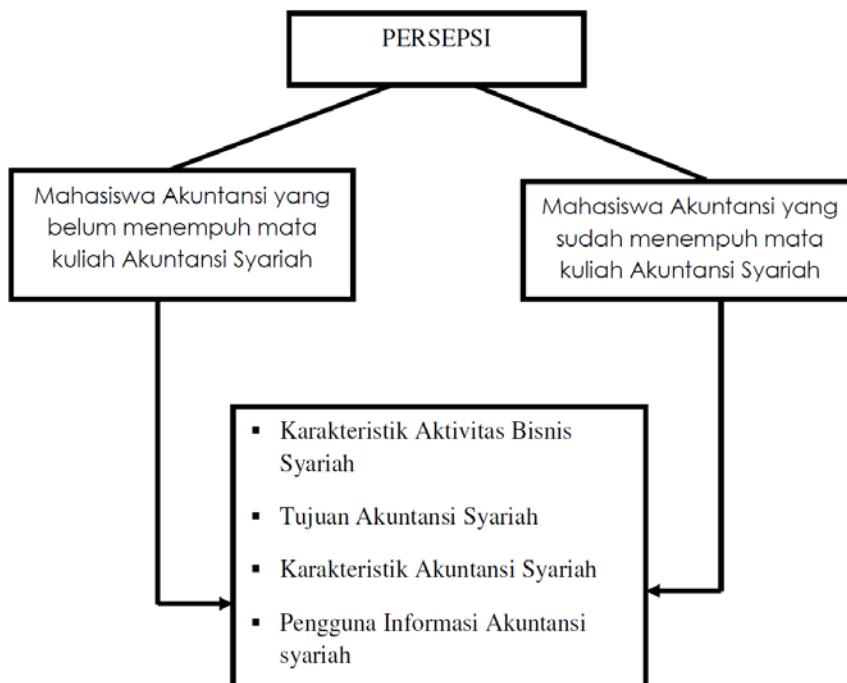 PERSEPSI
Mahasiswa Akuntansi yang
belum menempuh mata
kuliah Akuntansi Syariah
Mahasiswa Akuntansi yang
sudah menempuh mata
kuliah Akuntansi Syariah
▪ Karakteristik Aktivitas Bisnis
Syariah
▪ Tujuan Akuntansi Syariah
▪ Karakteristik Akuntansi Syariah
▪ Pengguna Informasi Akuntansi
syariah